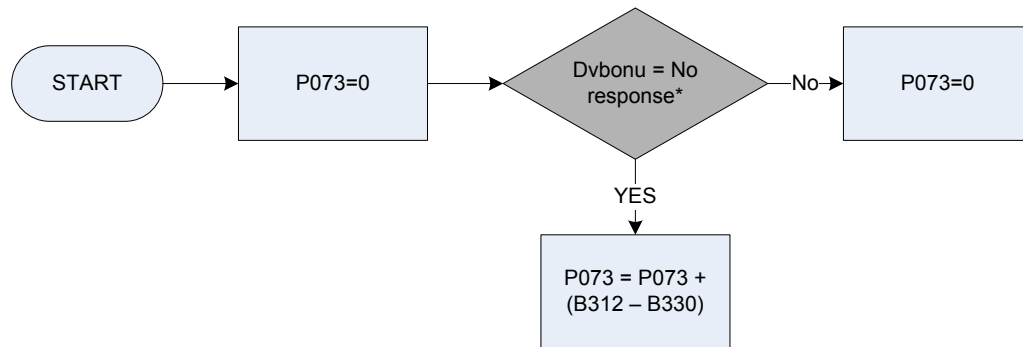 START
P073=0
Dvbonu = No
response*
No
P073=0
YES
P073 = P073 +
(B312 – B330)